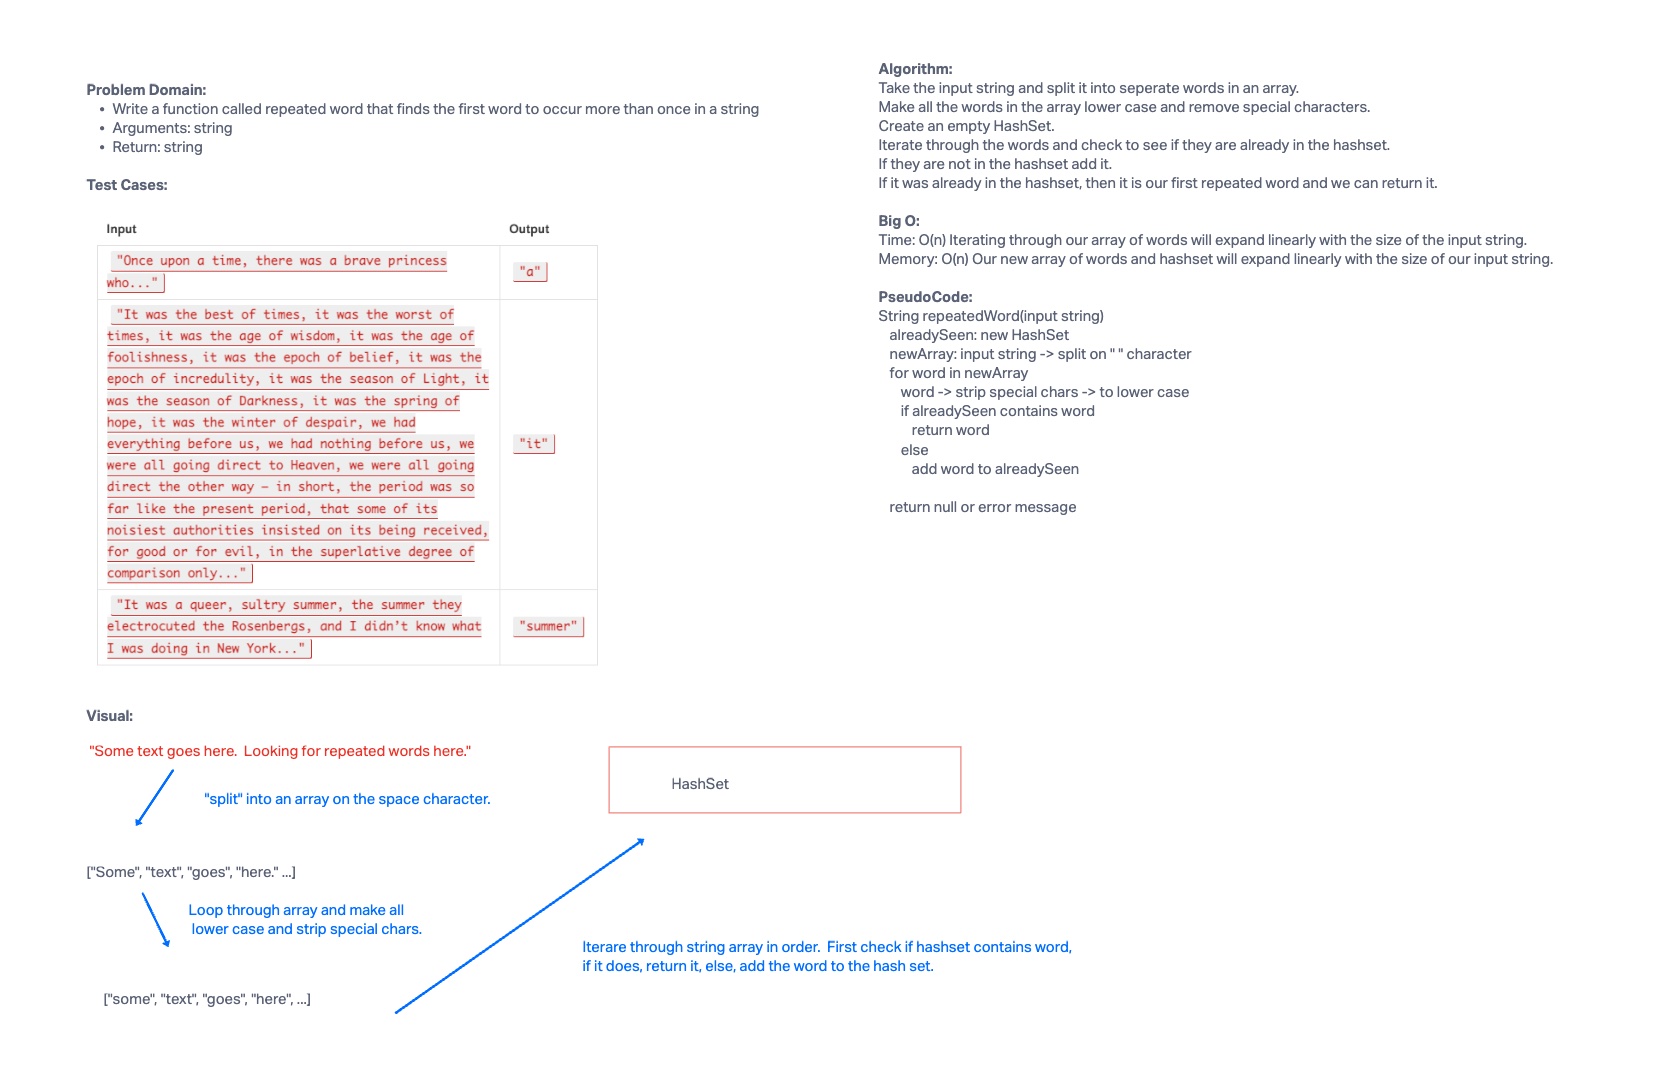 Problem Domain:
• Write a function called repeated word that finds the first word to occur more than once in a string
• Arguments: string
• Return: string
Test Cases:
Input Output
"Once upon a time, there was a brave princess
who..."
"a"
"It was the best of times, it was the worst of
times, it was the age of wisdom, it was the age of
foolishness, it was the epoch of belief, it was the
epoch of incredulity, it was the season of Light, it
was the season of Darkness, it was the spring of
hope, it was the winter of despair, we had
everything before us, we had nothing before us, we
were all going direct to Heaven, we were all going
direct the other way – in short, the period was so
far like the present period, that some of its
noisiest authorities insisted on its being received,
for good or for evil, in the superlative degree of
comparison only..."
"it"
"It was a queer, sultry summer, the summer they
electrocuted the Rosenbergs, and I didn’t know what
I was doing in New York..."
"summer"
Visual:
"Some text goes here.  Looking for repeated words here."
"split" into an array on the space character.
["Some", "text", "goes", "here." ...]
Loop through array and make all
lower case and strip special chars.
["some", "text", "goes", "here", ...]
HashSet
Iterare through string array in order.  First check if hashset contains word,
if it does, return it, else, add the word to the hash set.
Algorithm:
Take the input string and split it into seperate words in an array.
Make all the words in the array lower case and remove special characters.
Create an empty HashSet.
Iterate through the words and check to see if they are already in the hashset.
If they are not in the hashset add it.
If it was already in the hashset, then it is our first repeated word and we can return it.
Big O:
Time: O(n) Iterating through our array of words will expand linearly with the size of the input string.
Memory: O(n) Our new array of words and hashset will expand linearly with the size of our input string.
PseudoCode:
String repeatedWord(input string)
alreadySeen: new HashSet
newArray: input string -> split on " " character
for word in newArray
word -> strip special chars -> to lower case
if alreadySeen contains word
return word
else
add word to alreadySeen
return null or error message